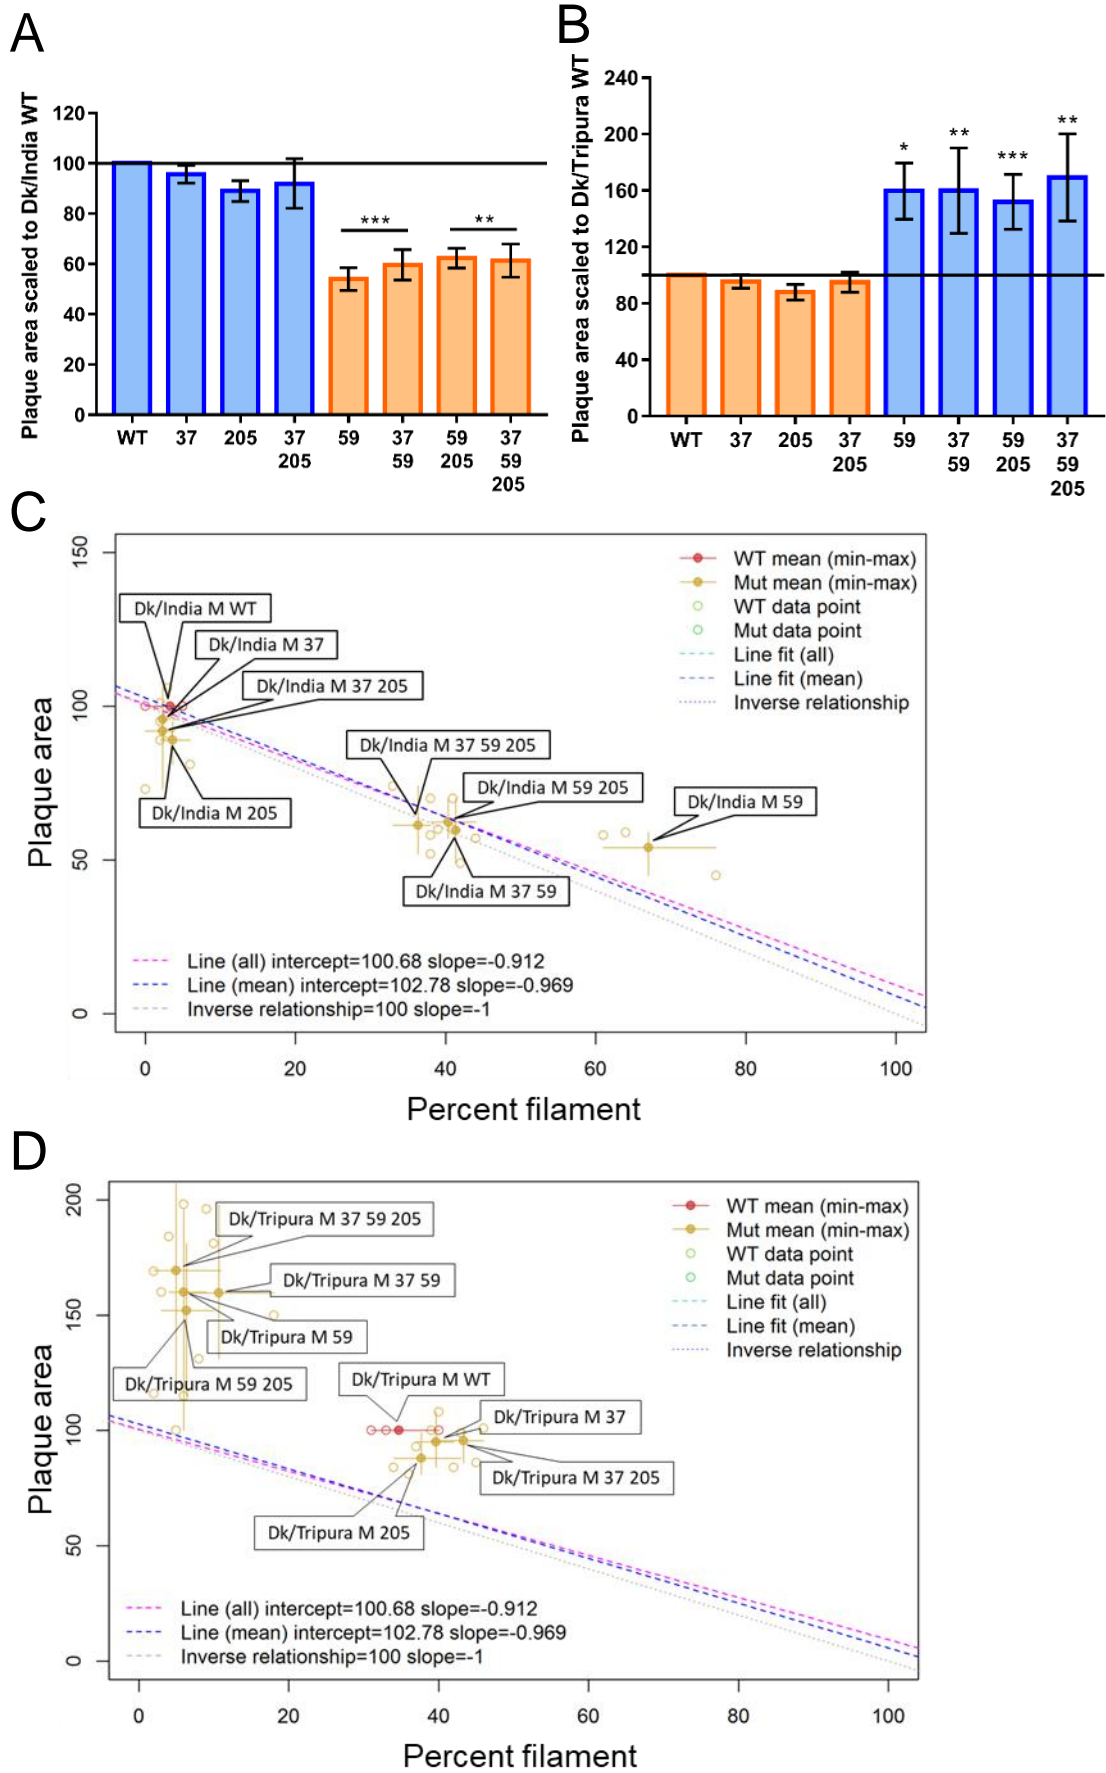 A
Plaque area scaled to Dk/India WT
120
100
80
60
40
20
0
***
**
WT 37 205 37 59 37 59 37
205 59 205 59
205
B
Plaque area scaled to Dk/Tripura WT
240
200
160
120
80
40
0
*
**
***
**
WT 37 205 37 59 37 59 37
205 59 205 59
205
C
Plaque area
150
100
50
0
WT mean (min-max)
Mut mean (min-max)
WT data point
Mut data point
Line fit (all)
Line fit (mean)
Inverse relationship
Dk/India M WT
Dk/India M 37
Dk/India M 37 205
Dk/India M 37 59 205
Dk/India M 59 205
Dk/India M 59
Dk/India M 205
Dk/India M 37 59
Line (all) intercept=100.68 slope=-0.912
Line (mean) intercept=102.78 slope=-0.969
Inverse relationship=100 slope=-1
0 20 40 60 80 100
Percent filament
D
Plaque area
200
150
100
50
0
WT mean (min-max)
Mut mean (min-max)
WT data point
Mut data point
Line fit (all)
Line fit (mean)
Inverse relationship
Dk/Tripura M 37 59 205
Dk/Tripura M 37 59
Dk/Tripura M 59
Dk/Tripura M 59 205
Dk/Tripura M WT
Dk/Tripura M 37
Dk/Tripura M 37 205
Dk/Tripura M 205
Line (all) intercept=100.68 slope=-0.912
Line (mean) intercept=102.78 slope=-0.969
Inverse relationship=100 slope=-1
0 20 40 60 80 100
Percent filament